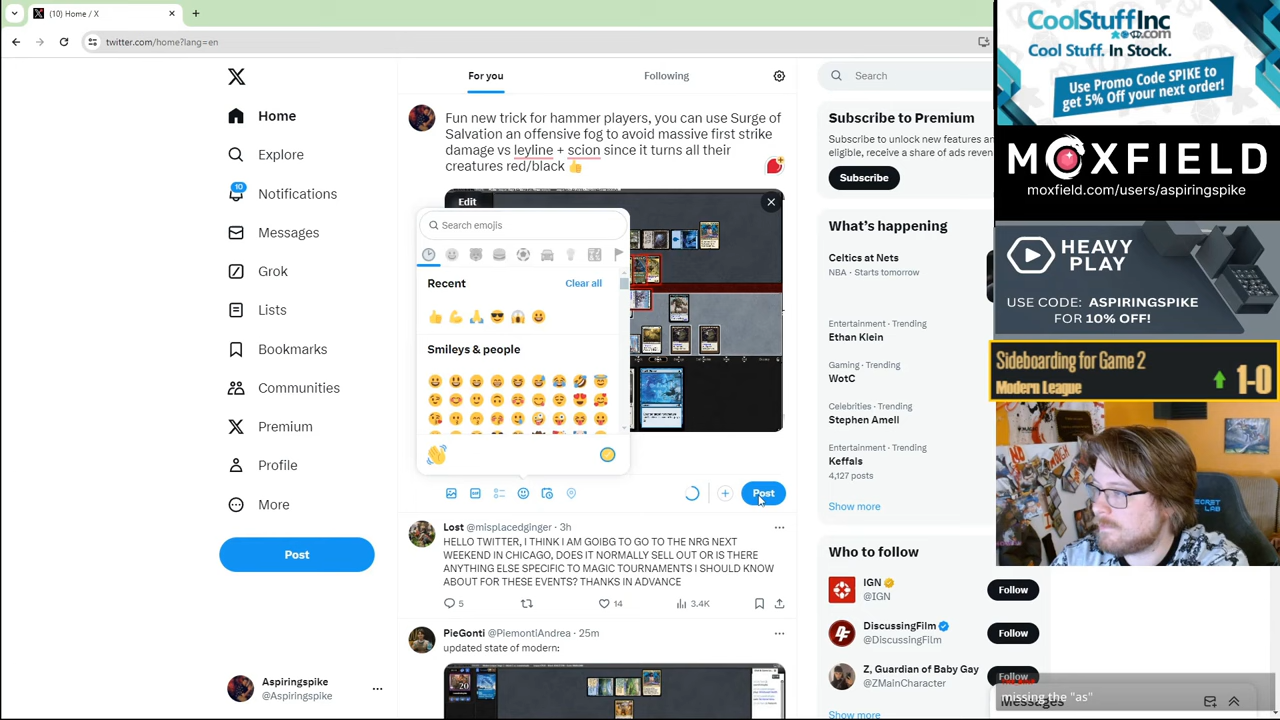 (10) Home / X
twitter.com/home?lang=en
Home
Explore
10
Notifications
Messages
Grok
Lists
Bookmarks
Communities
Premium
Profile
More
Post
Aspiringspike
@Aspiringspike
For you
Following
Fun new trick for hammer players, you can use Surge of
Salvation an offensive fog to avoid massive first strike
damage vs leyline + scion since it turns all their
creatures red/black 👍
Edit
Search emojis
Recent
Clear all
Smileys & people
Post
Lost @misplacedginger · 3h
HELLO TWITTER, I THINK I AM GOIBG TO GO TO THE NRG NEXT
WEEKEND IN CHICAGO, DOES IT NORMALLY SELL OUT OR IS THERE
ANYTHING ELSE SPECIFIC TO MAGIC TOURNAMENTS I SHOULD KNOW
ABOUT FOR THESE EVENTS? THANKS IN ADVANCE
5
14
3.4K
PieGonti @PiemontiAndrea · 25m
updated state of modern:
Search
Subscribe to Premium
Subscribe to unlock new features an
eligible, receive a share of ads reven
Subscribe
What's happening
Celtics at Nets
NBA · Starts tomorrow
Entertainment · Trending
Ethan Klein
Gaming · Trending
WotC
Celebrities · Trending
Stephen Amell
Entertainment · Trending
Keffals
4,127 posts
Show more
Who to follow
IGN
@IGN
Follow
DiscussingFilm
@DiscussingFilm
Follow
Z, Guardian of Baby Gay
@ZMainCharacter
Follow
Show more
Messages
missing the "as"
COOLSTUFFINC
.com
Cool Stuff. In Stock.
Use Promo Code SPIKE to
get 5% Off your next order!
MOXFIELD
moxfield.com/users/aspiringspike
HEAVY
PLAY
USE CODE: ASPIRINGSPIKE
FOR 10% OFF!
Sideboarding for Game 2
Modern League
1-0